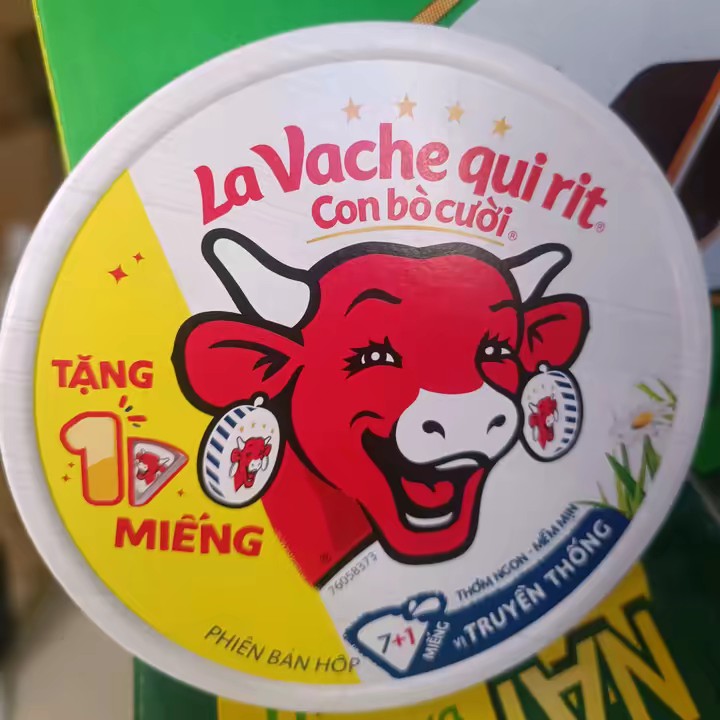 La Vache qui rit®
Con bò cười®
TẶNG
1
MIẾNG
76058373
THƠM NGON - MỀM MỊN
VỊ TRUYỀN THỐNG
7+1
MIẾNG
PHIÊN BẢN HỘP